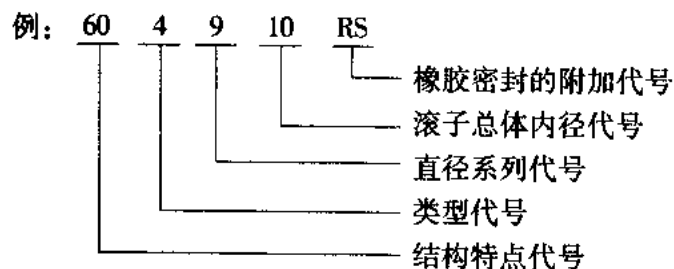 例: 60 4 9 10 RS
橡胶密封的附加代号
滚子总体内径代号
直径系列代号
类型代号
结构特点代号